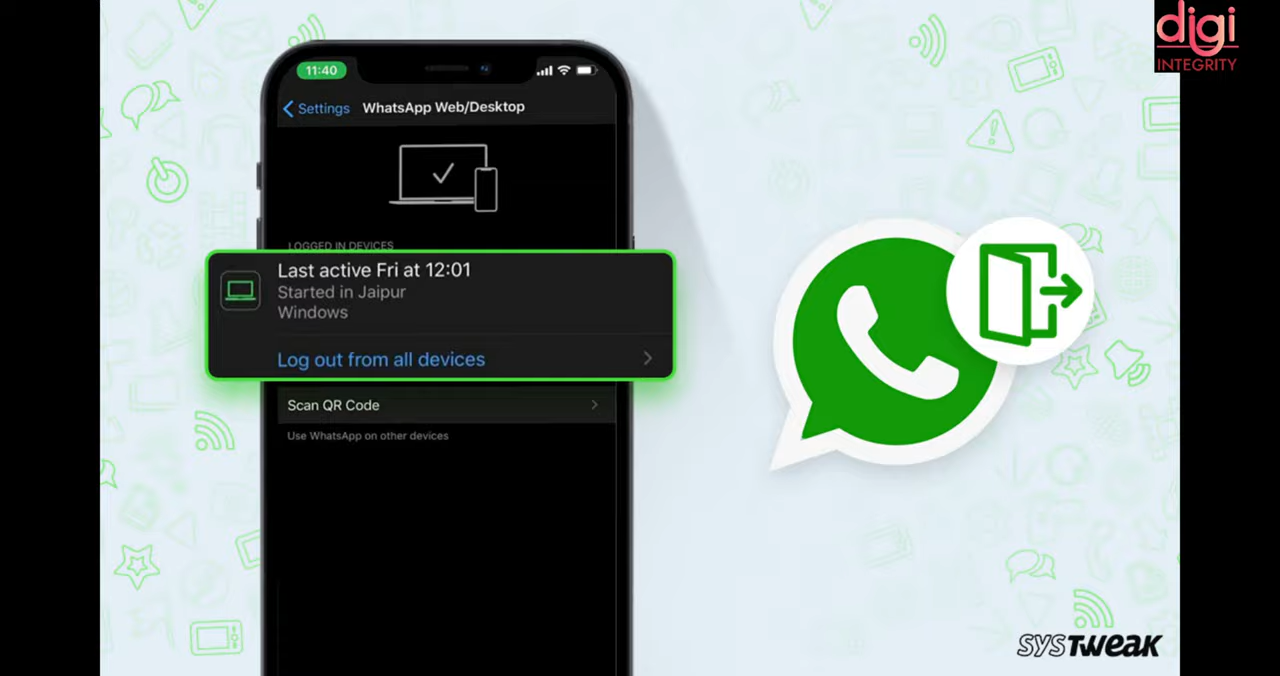 digi
INTEGRITY
11:40
Settings WhatsApp Web/Desktop
LOGGED IN DEVICES
Last active Fri at 12:01
Started in Jaipur
Windows
Log out from all devices
Scan QR Code
Use WhatsApp on other devices
SYSTWEAK